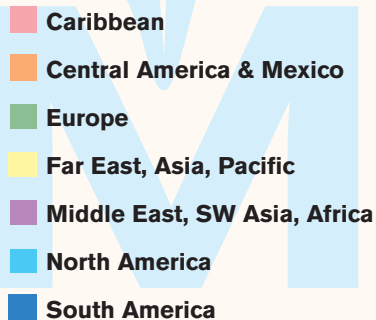 Caribbean
Central America & Mexico
Europe
Far East, Asia, Pacific
Middle East, SW Asia, Africa
North America
South America